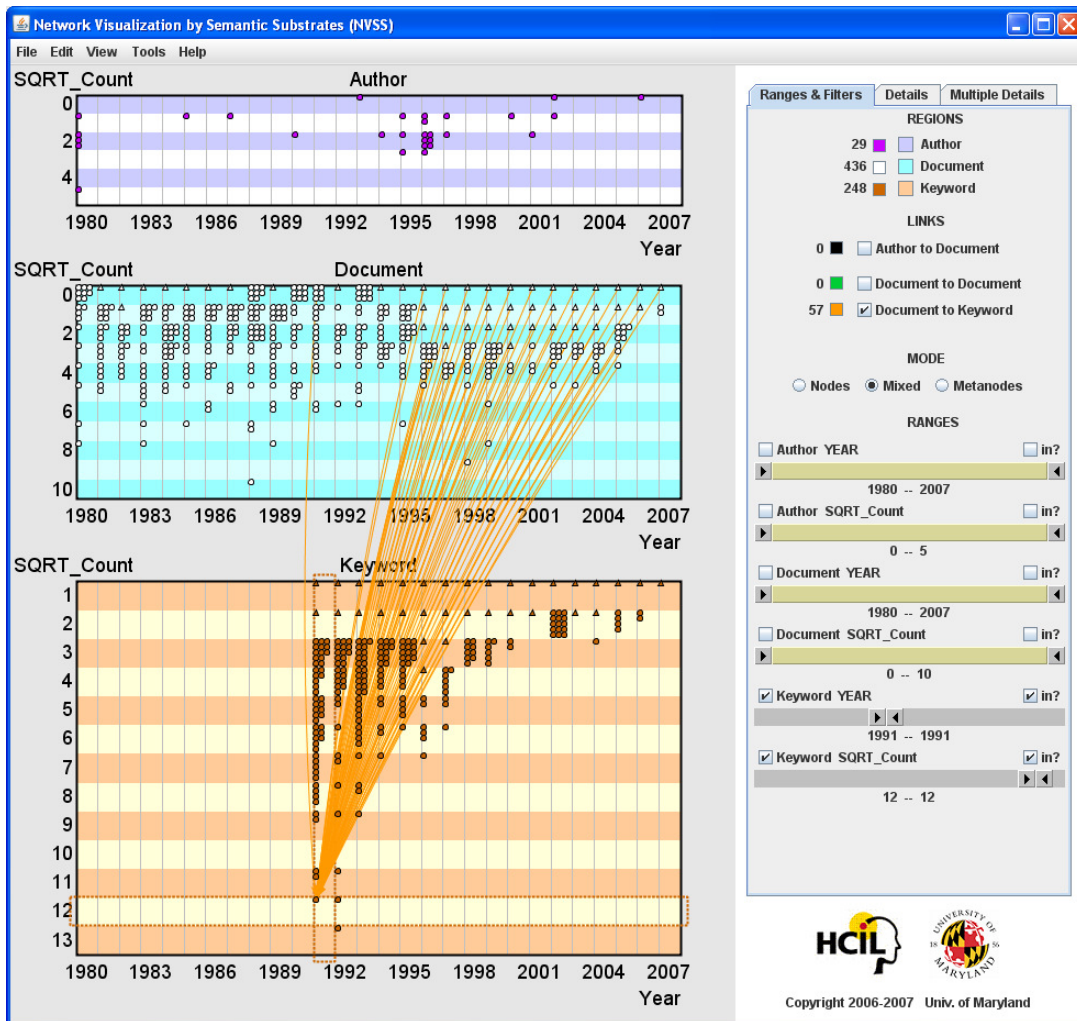 Network Visualization by Semantic Substrates (NVSS)
File Edit View Tools Help
SQRT_Count Author
0
2
4
1980 1983 1986 1989 1992 1995 1998 2001 2004 2007
Year
SQRT_Count Document
0
2
4
6
8
10
1980 1983 1986 1989 1992 1995 1998 2001 2004 2007
Year
SQRT_Count Keyword
1
2
3
4
5
6
7
8
9
10
11
12
13
1980 1983 1986 1989 1992 1995 1998 2001 2004 2007
Year
Ranges & Filters Details Multiple Details
REGIONS
29 Author
436 Document
248 Keyword
LINKS
0 Author to Document
0 Document to Document
57 Document to Keyword
MODE
Nodes Mixed Metanodes
RANGES
Author YEAR in?
1980 -- 2007
Author SQRT_Count in?
0 -- 5
Document YEAR in?
1980 -- 2007
Document SQRT_Count in?
0 -- 10
Keyword YEAR in?
1991 -- 1991
Keyword SQRT_Count in?
12 -- 12
HCIL
UNIVERSITY OF
18 56
MARYLAND
Copyright 2006-2007 Univ. of Maryland